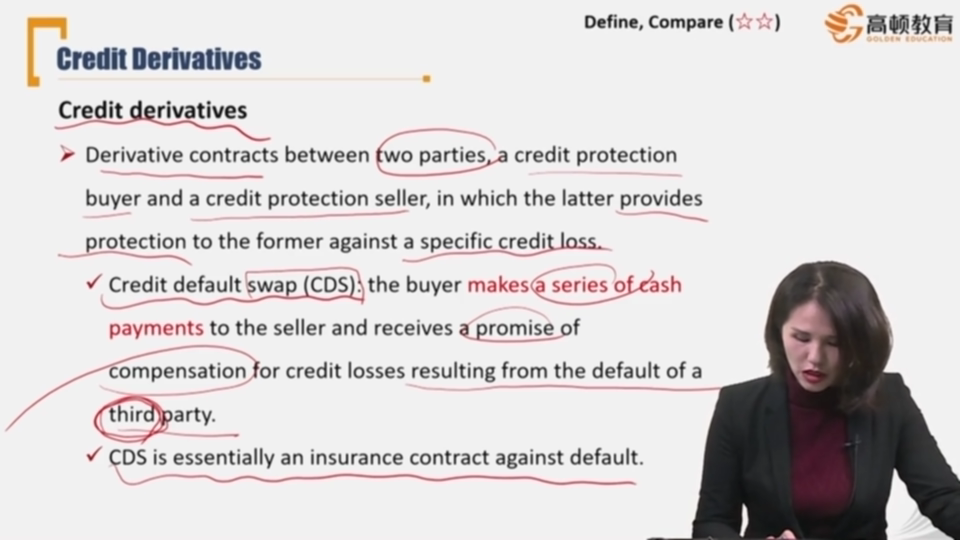 Define, Compare (☆☆)
高顿教育
GOLDEN EDUCATION
Credit Derivatives
Credit derivatives
➢ Derivative contracts between two parties, a credit protection
buyer and a credit protection seller, in which the latter provides
protection to the former against a specific credit loss.
✓ Credit default swap (CDS): the buyer makes a series of cash
payments to the seller and receives a promise of
compensation for credit losses resulting from the default of a
third party.
✓ CDS is essentially an insurance contract against default.